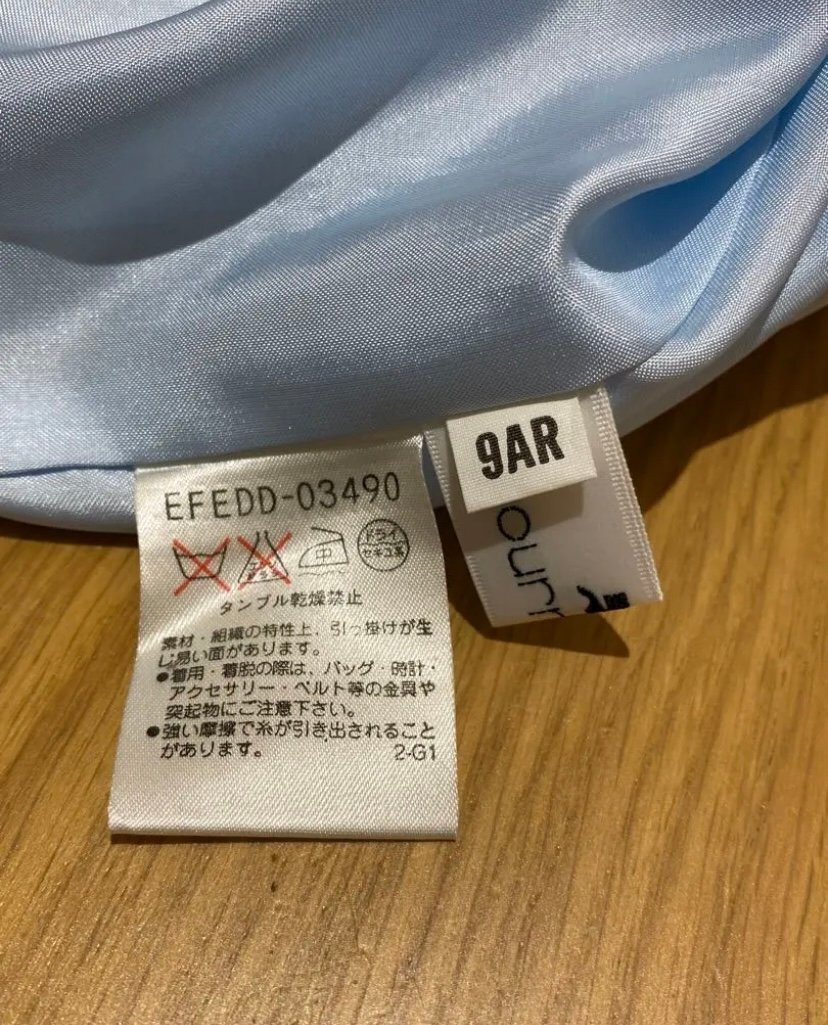 EFEDD-03490
中
ドライ
セキユ系
タンブル乾燥禁止
素材・組織の特性上、引っ掛けが生
じ易い面があります。
●着用・着脱の際は、バッグ・時計・
アクセサリー・ベルト等の金具や
突起物にご注意下さい。
●強い摩擦で糸が引き出されること
があります。
2-G1
9AR